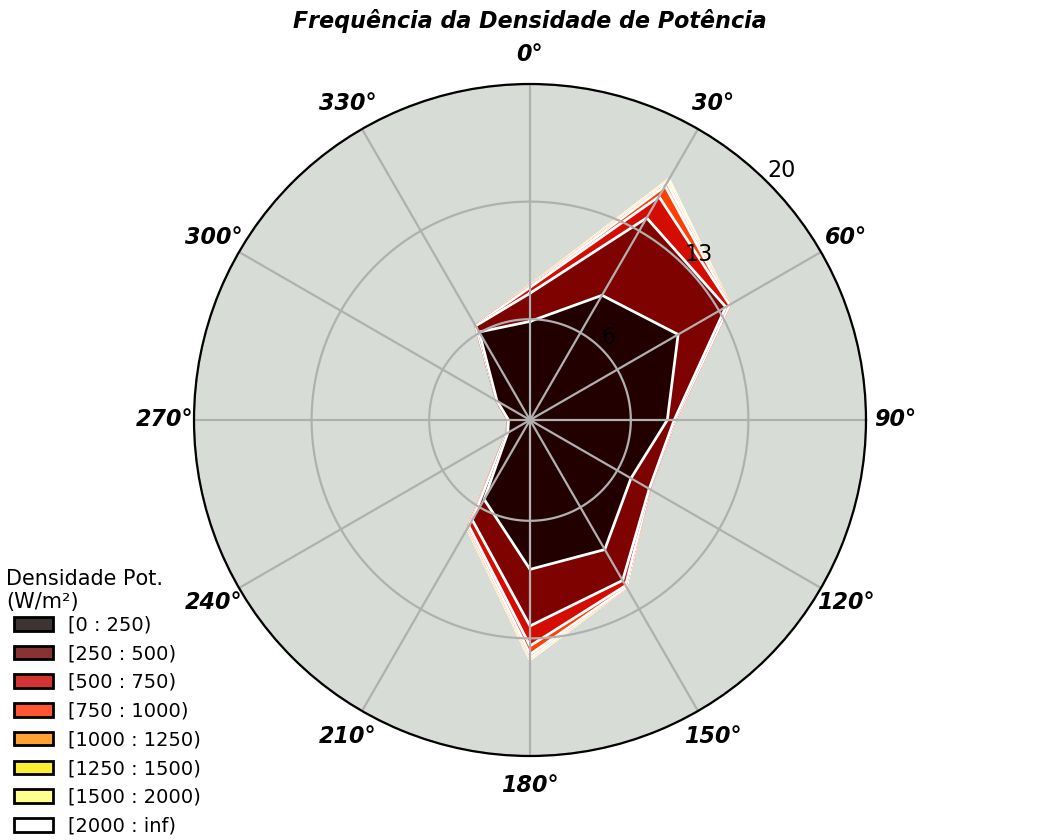 Frequência da Densidade de Potência
0°
330°
30°
20
300°
60°
13
6
270°
90°
240°
120°
210°
150°
180°
Densidade Pot.
(W/m²)
[0 : 250)
[250 : 500)
[500 : 750)
[750 : 1000)
[1000 : 1250)
[1250 : 1500)
[1500 : 2000)
[2000 : inf)